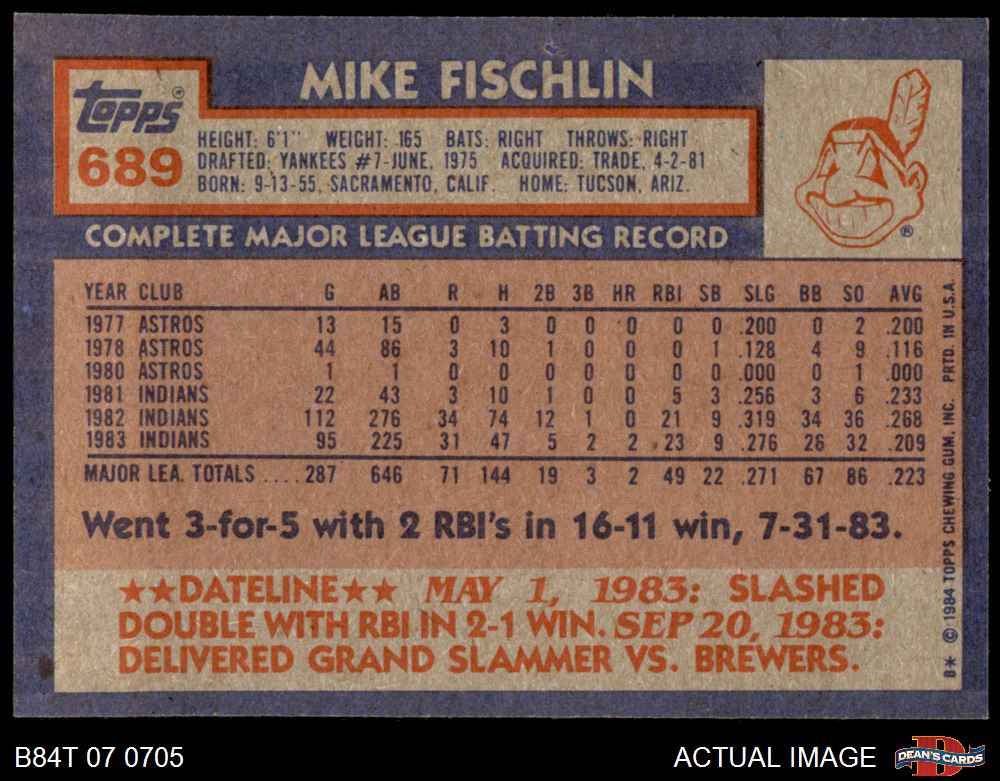 MIKE FISCHLIN
Topps®
689
HEIGHT: 6'1" WEIGHT: 165 BATS: RIGHT THROWS: RIGHT
DRAFTED: YANKEES #7-JUNE, 1975 ACQUIRED: TRADE, 4-2-81
BORN: 9-13-55, SACRAMENTO, CALIF. HOME: TUCSON, ARIZ.
®
COMPLETE MAJOR LEAGUE BATTING RECORD
YEAR CLUB G AB R H 2B 3B HR RBI SB SLG BB SO AVG
1977 ASTROS 13 15 0 3 0 0 0 0 0 .200 0 2 .200
1978 ASTROS 44 86 3 10 1 0 0 0 1 .128 4 9 .116
1980 ASTROS 1 1 0 0 0 0 0 0 0 .000 0 1 .000
1981 INDIANS 22 43 3 10 1 0 0 5 3 .256 3 6 .233
1982 INDIANS 112 276 34 74 12 1 0 21 9 .319 34 36 .268
1983 INDIANS 95 225 31 47 5 2 2 23 9 .276 26 32 .209
MAJOR LEA. TOTALS .... 287 646 71 144 19 3 2 49 22 .271 67 86 .223
Went 3-for-5 with 2 RBI's in 16-11 win, 7-31-83.
★★DATELINE★★ MAY 1, 1983: SLASHED
DOUBLE WITH RBI IN 2-1 WIN. SEP 20, 1983:
DELIVERED GRAND SLAMMER VS. BREWERS.
B* © 1984 TOPPS CHEWING GUM, INC. PRTD. IN U.S.A.
B84T 07 0705
ACTUAL IMAGE
D
DEAN'S CARDS